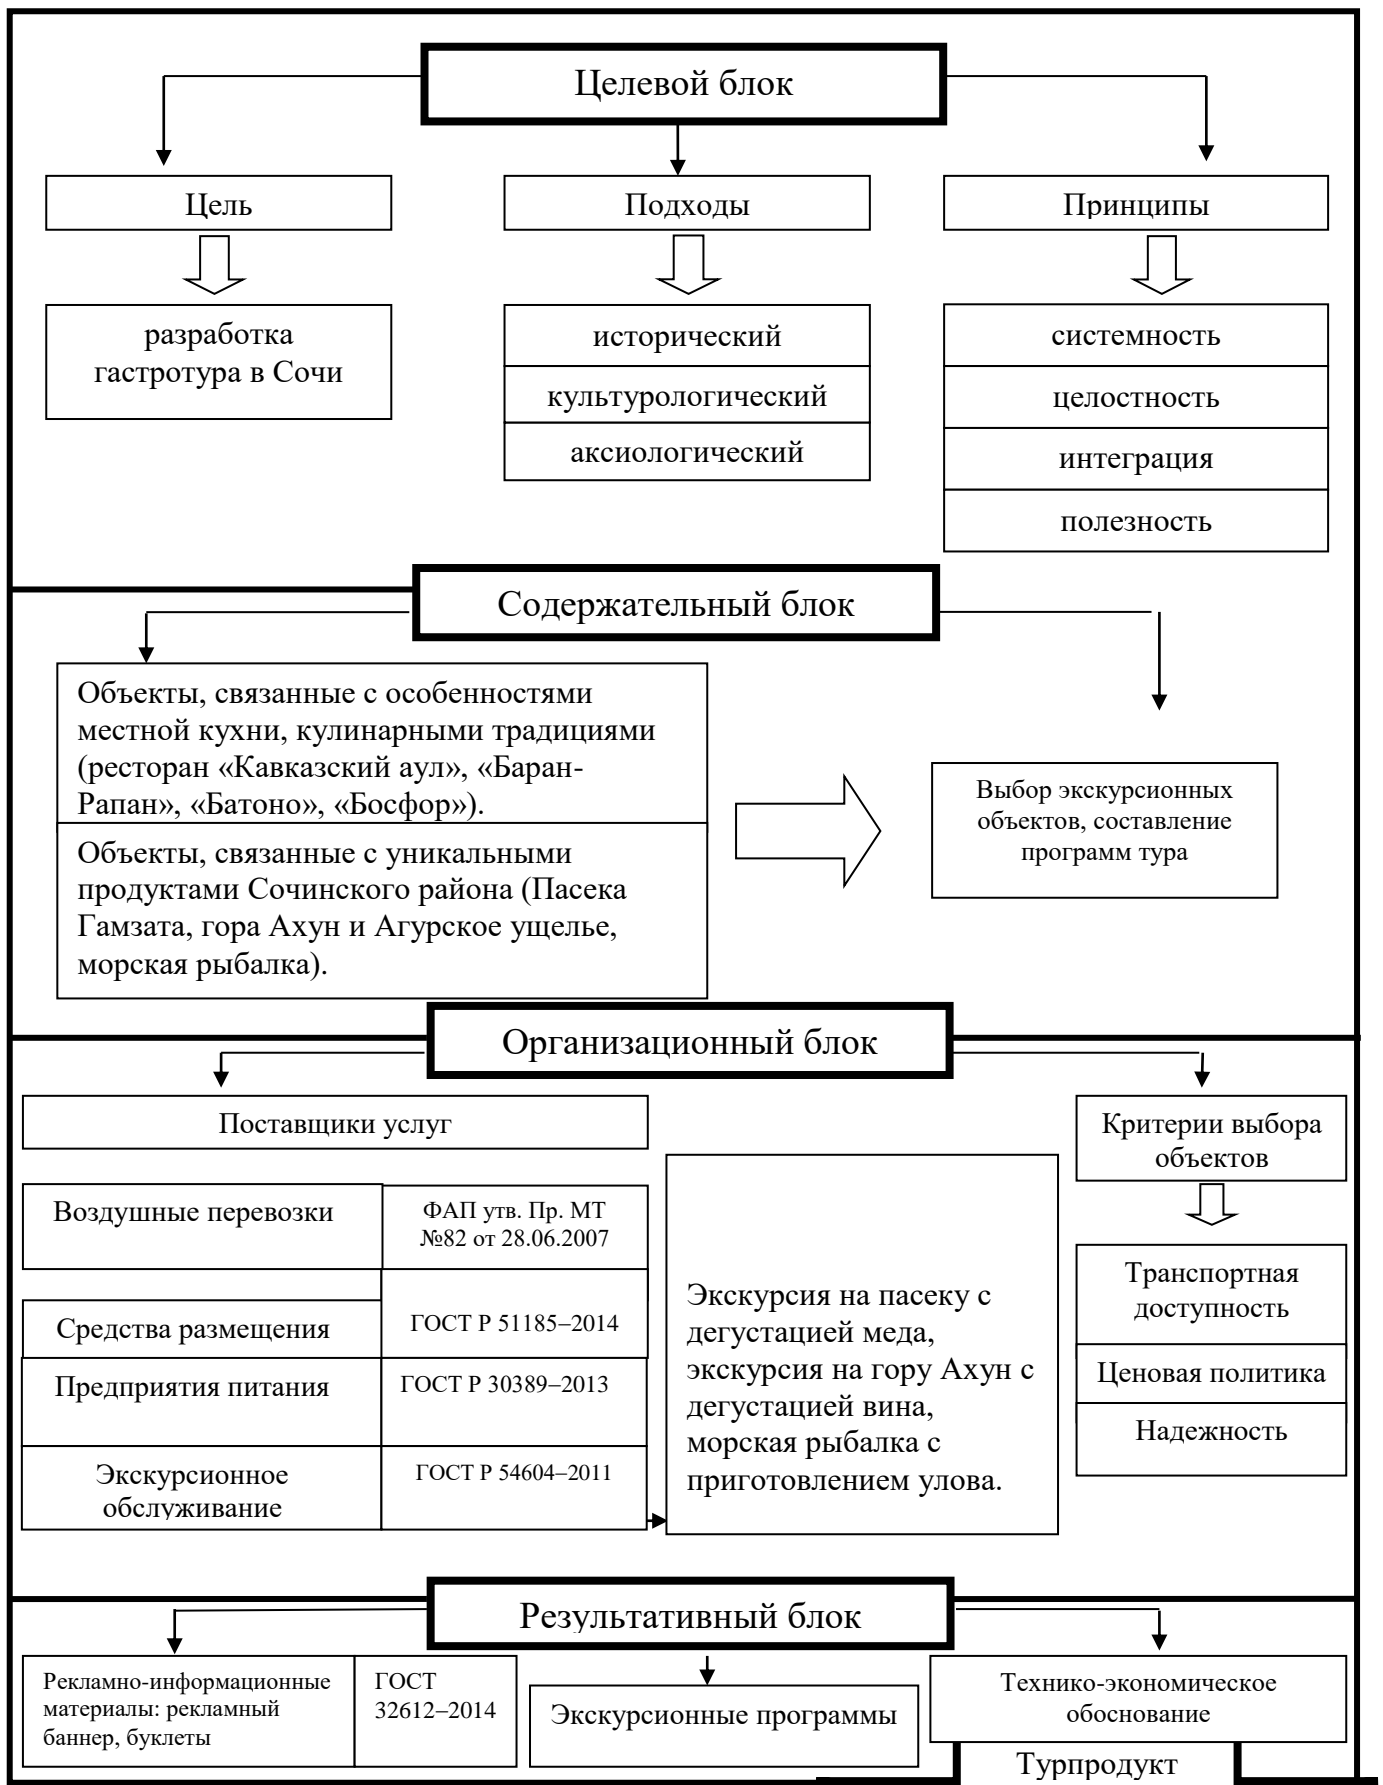 Целевой блок
Цель
Подходы
Принципы
разработка
гастротура в Сочи
исторический
культурологический
аксиологический
системность
целостность
интеграция
полезность
Содержательный блок
Объекты, связанные с особенностями
местной кухни, кулинарными традициями
(ресторан «Кавказский аул», «Баран-
Рапан», «Батоно», «Босфор»).
Объекты, связанные с уникальными
продуктами Сочинского района (Пасека
Гамзата, гора Ахун и Агурское ущелье,
морская рыбалка).
Выбор экскурсионных
объектов, составление
программ тура
Организационный блок
Поставщики услуг
Воздушные перевозки
ФАП утв. Пр. МТ
№82 от 28.06.2007
Средства размещения
ГОСТ Р 51185–2014
Предприятия питания
ГОСТ Р 30389–2013
Экскурсионное
обслуживание
ГОСТ Р 54604–2011
Экскурсия на пасеку с
дегустацией меда,
экскурсия на гору Ахун с
дегустацией вина,
морская рыбалка с
приготовлением улова.
Критерии выбора
объектов
Транспортная
доступность
Ценовая политика
Надежность
Результативный блок
Рекламно-информационные
материалы: рекламный
баннер, буклеты
ГОСТ
32612–2014
Экскурсионные программы
Технико-экономическое
обоснование
Турпродукт